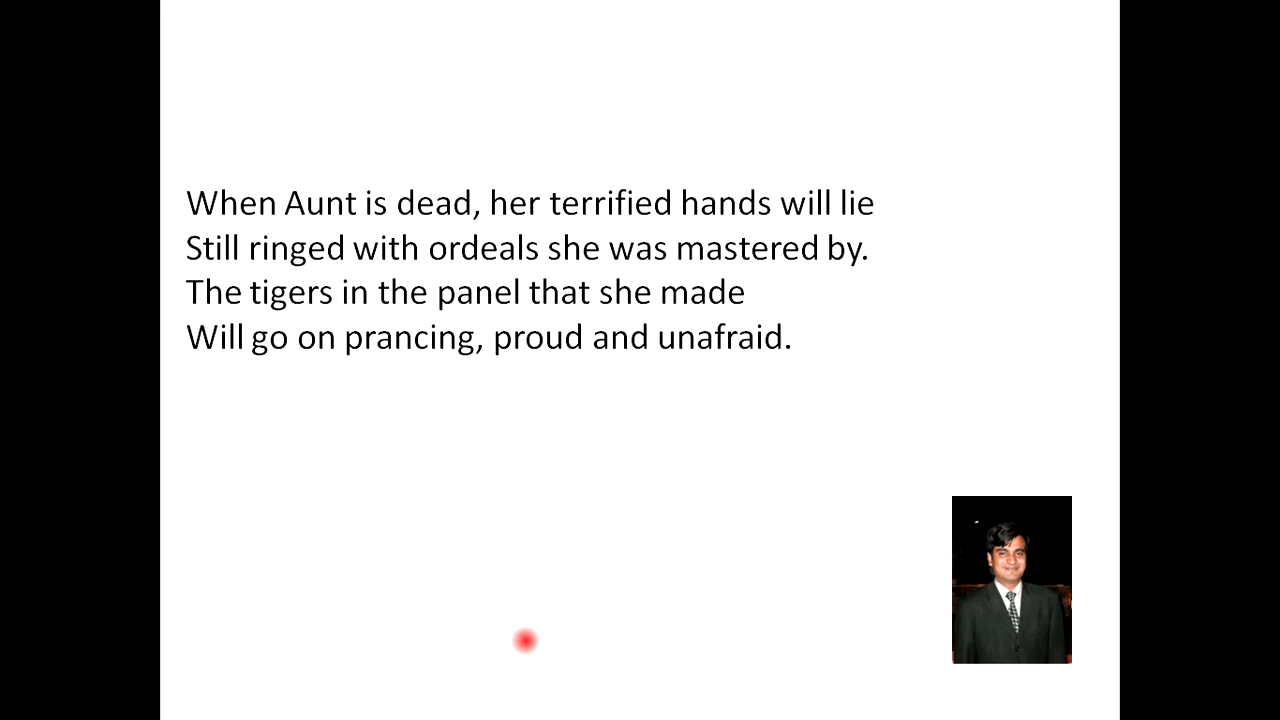 When Aunt is dead, her terrified hands will lie
Still ringed with ordeals she was mastered by.
The tigers in the panel that she made
Will go on prancing, proud and unafraid.